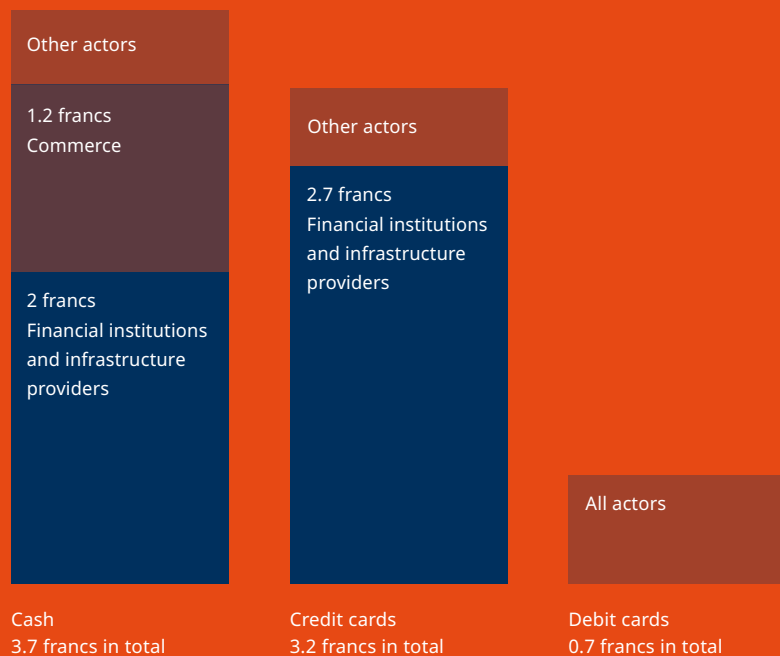 Other actors
1.2 francs
Commerce
2 francs
Financial institutions
and infrastructure
providers
Cash
3.7 francs in total
Other actors
2.7 francs
Financial institutions
and infrastructure
providers
Credit cards
3.2 francs in total
All actors
Debit cards
0.7 francs in total